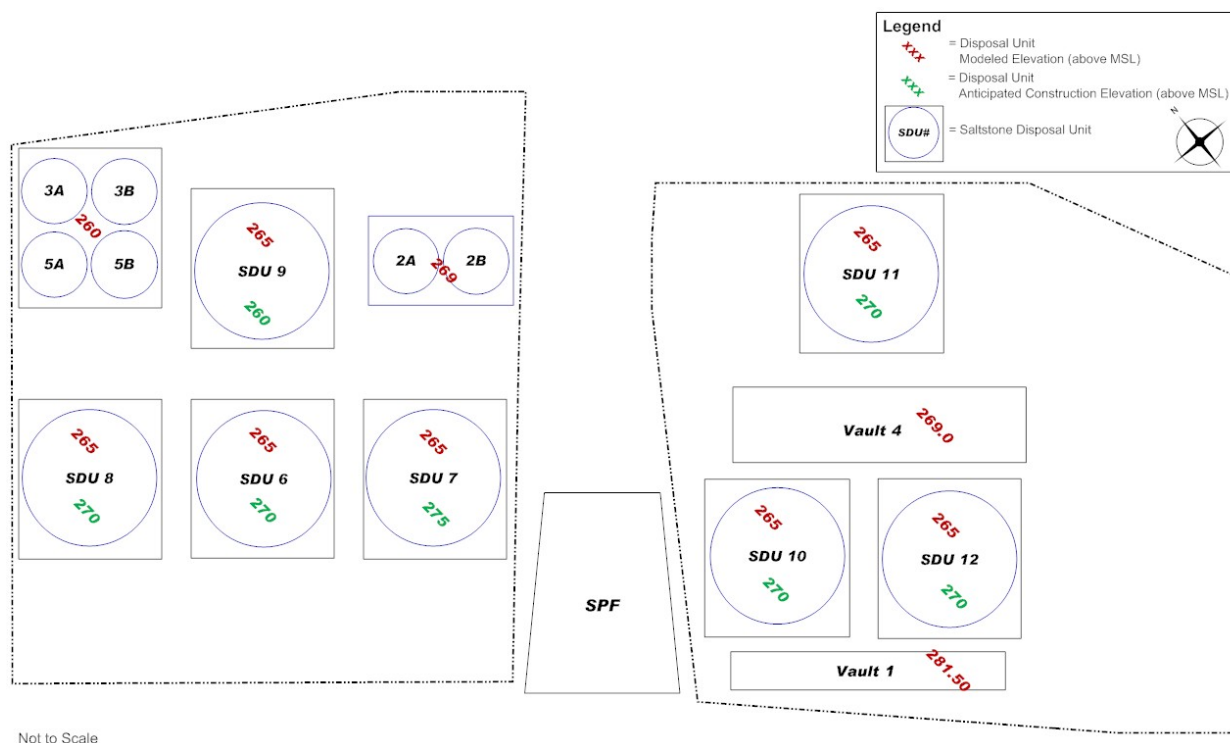 Legend
xxx
= Disposal Unit
Modeled Elevation (above MSL)
xxx
= Disposal Unit
Anticipated Construction Elevation (above MSL)
SDU#
= Saltstone Disposal Unit
N
3A
3B
260
5A
5B
265
SDU 9
260
2A
2B
269
265
SDU 11
270
Vault 4
269.0
265
SDU 8
270
265
SDU 6
270
265
SDU 7
275
SPF
265
SDU 10
270
265
SDU 12
270
Vault 1
281.50
Not to Scale